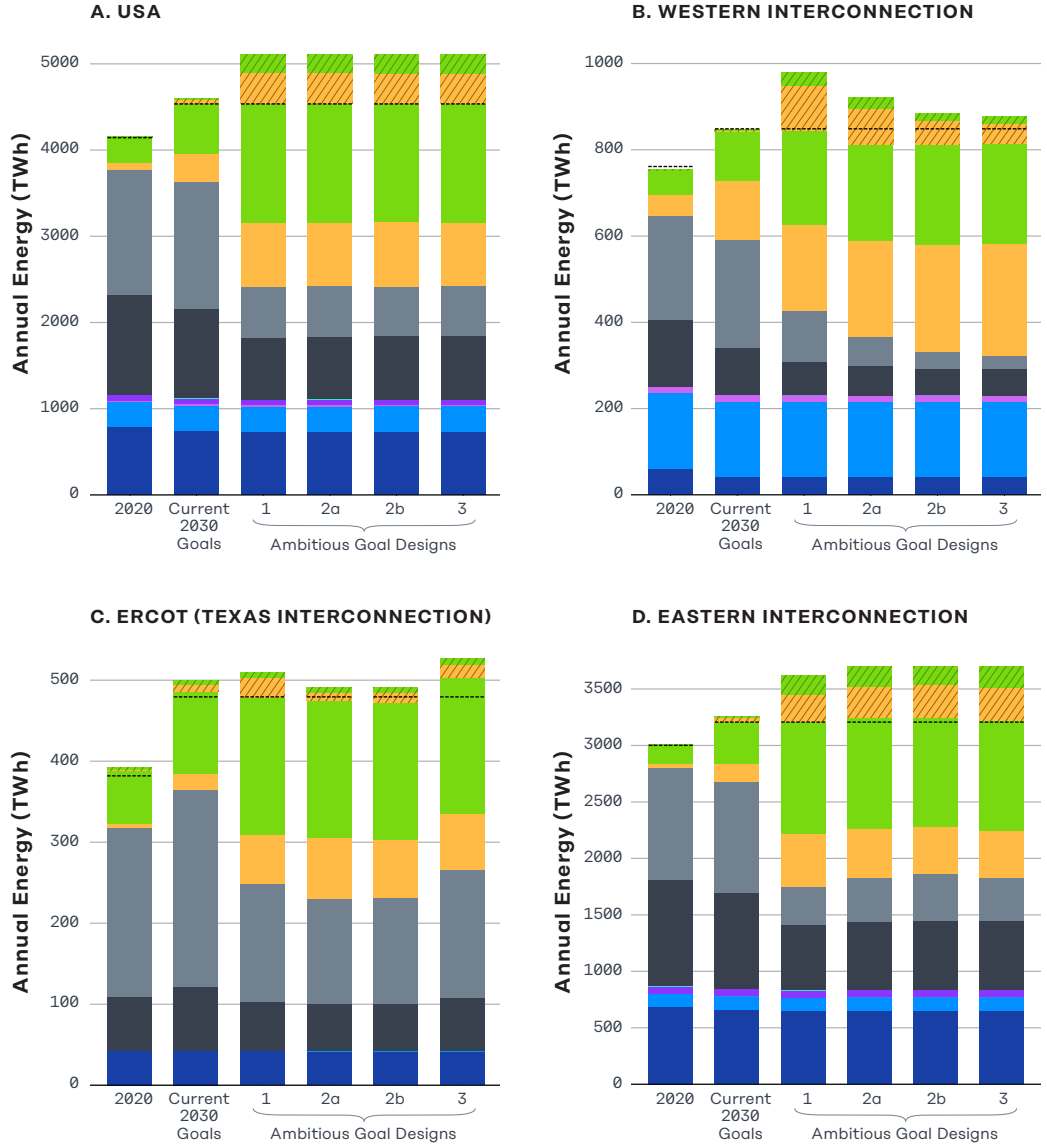 A. USA
Annual Energy (TWh)
5000
4000
3000
2000
1000
0
2020
Current
2030
Goals
1
2a
2b
3
Ambitious Goal Designs
B. WESTERN INTERCONNECTION
Annual Energy (TWh)
1000
800
600
400
200
0
2020
Current
2030
Goals
1
2a
2b
3
Ambitious Goal Designs
C. ERCOT (TEXAS INTERCONNECTION)
Annual Energy (TWh)
500
400
300
200
100
0
2020
Current
2030
Goals
1
2a
2b
3
Ambitious Goal Designs
D. EASTERN INTERCONNECTION
Annual Energy (TWh)
3500
3000
2500
2000
1500
1000
500
0
2020
Current
2030
Goals
1
2a
2b
3
Ambitious Goal Designs